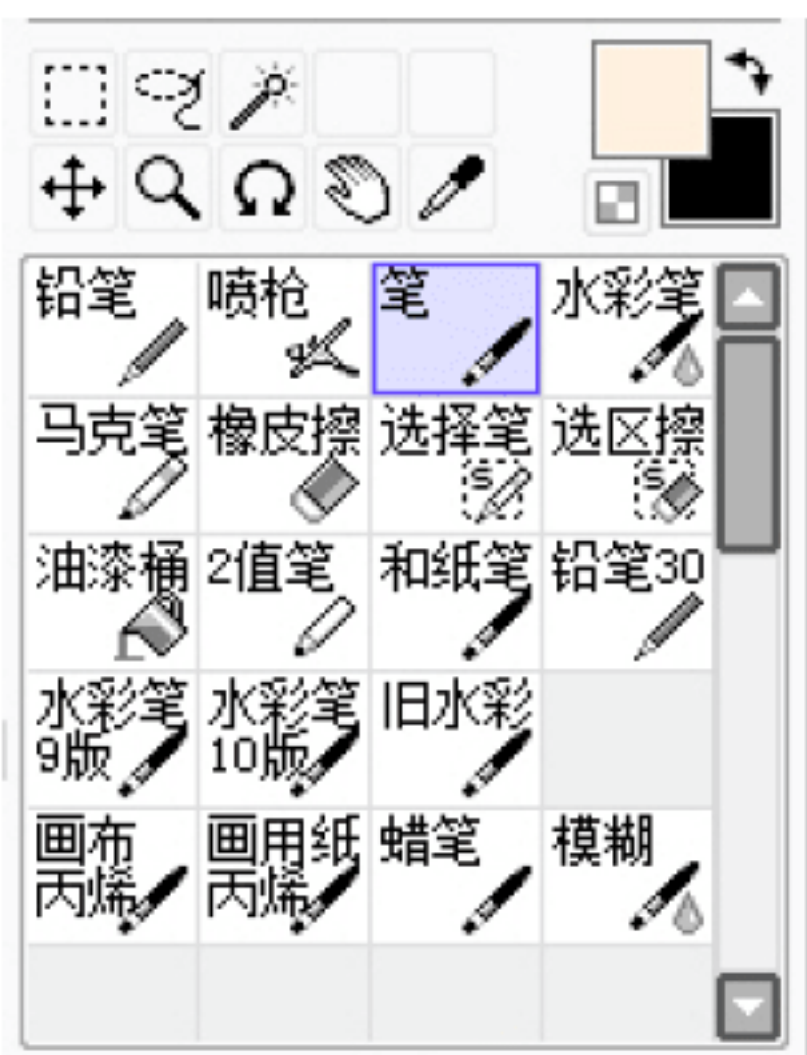 铅笔
喷枪
笔
水彩笔
马克笔
橡皮擦
选择笔
选区擦
油漆桶
2值笔
和纸笔
铅笔30
水彩笔
9版
水彩笔
10版
旧水彩
画布
丙烯
画用纸
丙烯
蜡笔
模糊